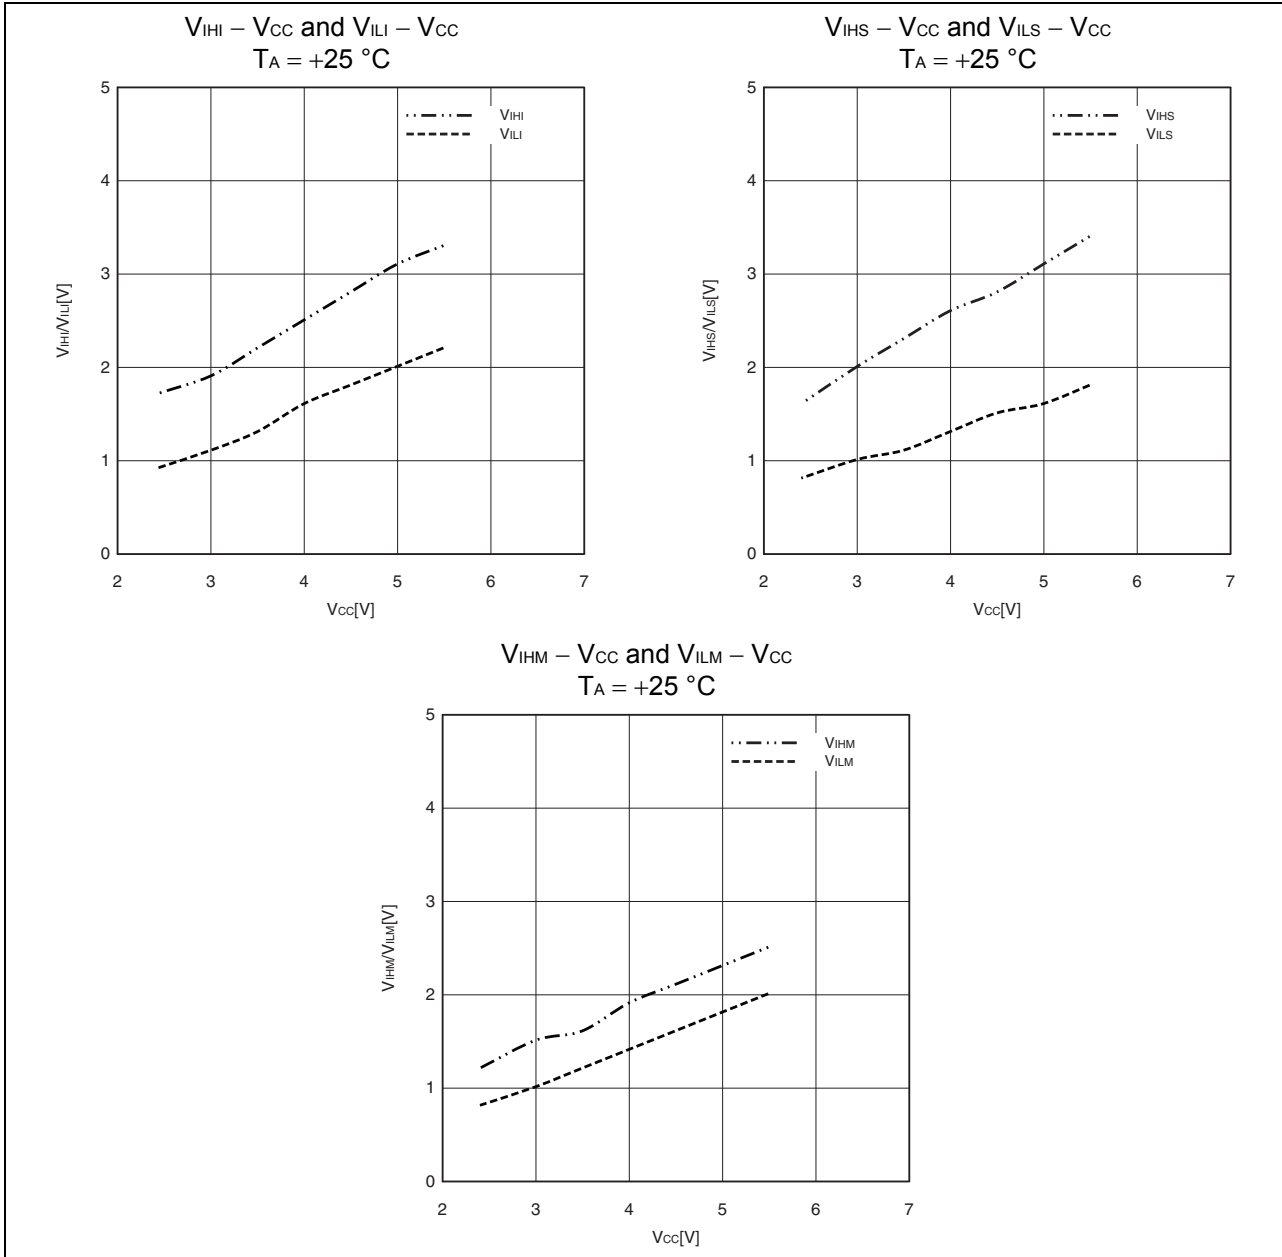 VIHI – VCC and VILI – VCC
TA = +25 °C
5
4
3
2
1
0
VIHI/VILI[V]
VIHI
VILI
2 3 4 5 6 7
VCC[V]
VIHS – VCC and VILS – VCC
TA = +25 °C
5
4
3
2
1
0
VIHS/VILS[V]
VIHS
VILS
2 3 4 5 6 7
VCC[V]
VIHM – VCC and VILM – VCC
TA = +25 °C
5
4
3
2
1
0
VIHM/VILM[V]
VIHM
VILM
2 3 4 5 6 7
VCC[V]